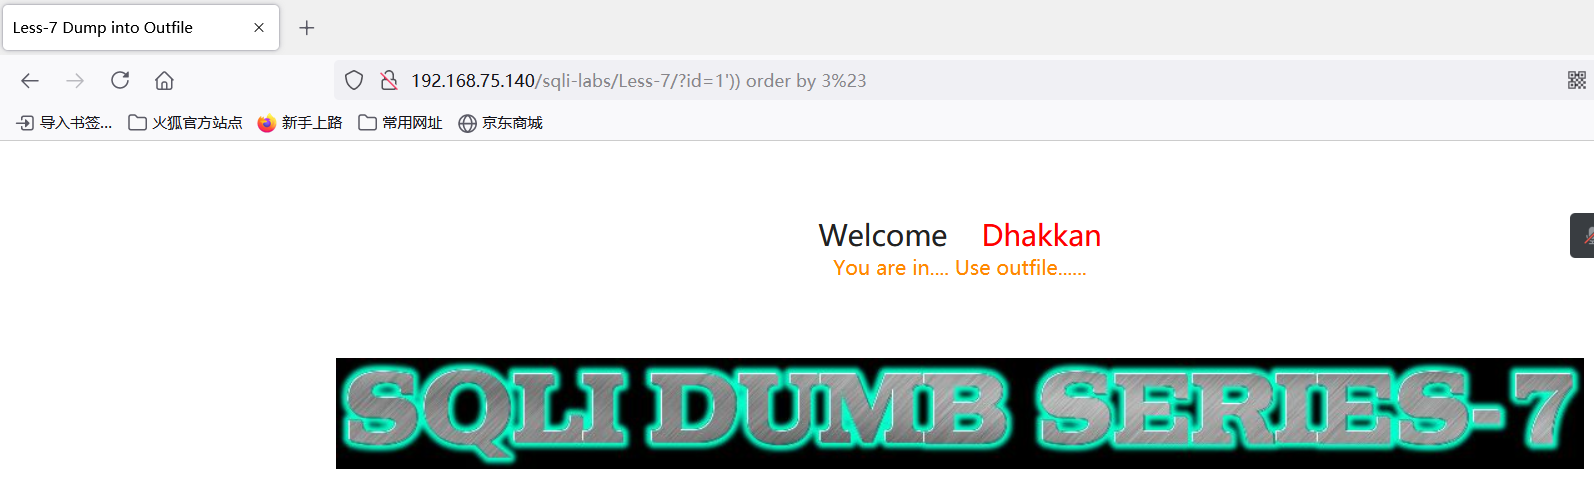 Less-7 Dump into Outfile
192.168.75.140/sqli-labs/Less-7/?id=1')) order by 3%23
导入书签... 火狐官方站点 新手上路 常用网址 京东商城
Welcome Dhakkan
You are in.... Use outfile......
SQLI DUMB SERIES-7